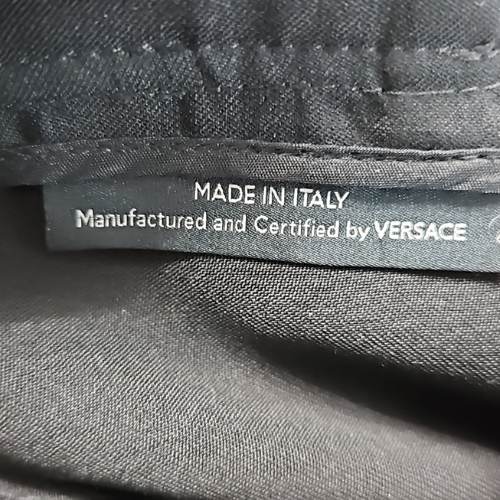 MADE IN ITALY
Manufactured and Certified by VERSACE